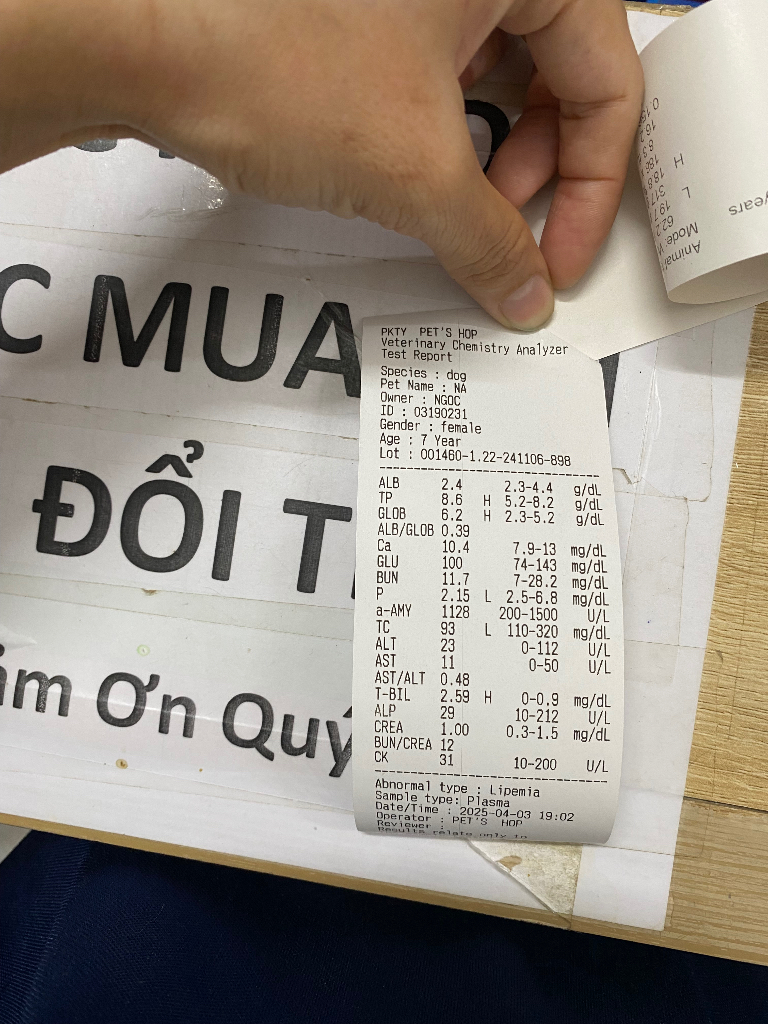 C MUA
ĐỔI T
ảm Ơn Quý
PKTY PET'S HOP
Veterinary Chemistry Analyzer
Test Report
Species : dog
Pet Name : NA
Owner : NGOC
ID : 03190231
Gender : female
Age : 7 Year
Lot : 001460-1.22-241106-898
ALB 2.4 2.3-4.4 g/dL
TP 8.6 H 5.2-8.2 g/dL
GLOB 6.2 H 2.3-5.2 g/dL
ALB/GLOB 0.39
Ca 10.4 7.9-13 mg/dL
GLU 100 74-143 mg/dL
BUN 11.7 7-28.2 mg/dL
P 2.15 L 2.5-6.8 mg/dL
a-AMY 1128 200-1500 U/L
TC 93 L 110-320 mg/dL
ALT 23 0-112 U/L
AST 11 0-50 U/L
AST/ALT 0.48
T-BIL 2.59 H 0-0.9 mg/dL
ALP 29 10-212 U/L
CREA 1.00 0.3-1.5 mg/dL
BUN/CREA 12
CK 31 10-200 U/L
Abnormal type : Lipemia
Sample type: Plasma
Date/Time : 2025-04-03 19:02
Operator : PET'S HOP
Reviewer :
Results relate only to
years
Mode:
62.2
L
H